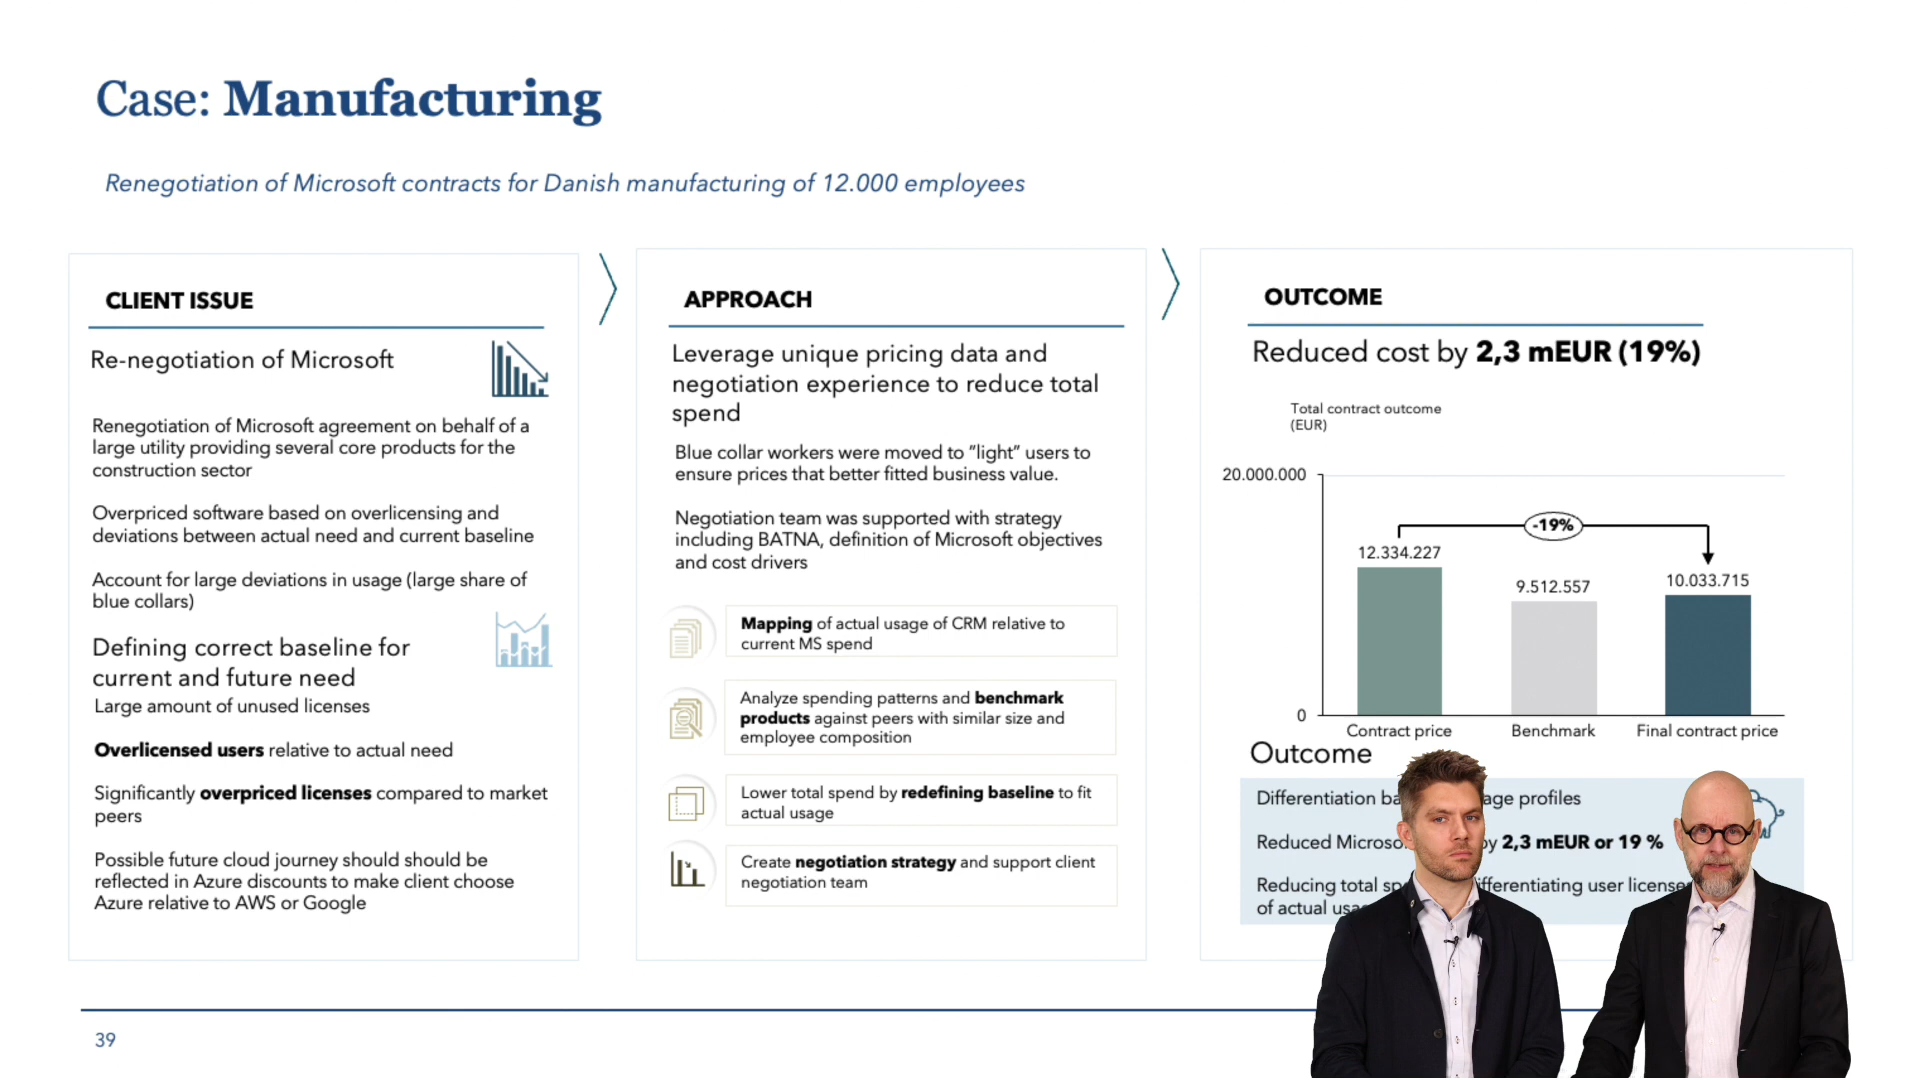 Case: Manufacturing
Renegotiation of Microsoft contracts for Danish manufacturing of 12.000 employees
CLIENT ISSUE
Re-negotiation of Microsoft
Renegotiation of Microsoft agreement on behalf of a
large utility providing several core products for the
construction sector
Overpriced software based on overlicensing and
deviations between actual need and current baseline
Account for large deviations in usage (large share of
blue collars)
Defining correct baseline for
current and future need
Large amount of unused licenses
Overlicensed users relative to actual need
Significantly overpriced licenses compared to market
peers
Possible future cloud journey should should be
reflected in Azure discounts to make client choose
Azure relative to AWS or Google
APPROACH
Leverage unique pricing data and
negotiation experience to reduce total
spend
Blue collar workers were moved to "light" users to
ensure prices that better fitted business value.
Negotiation team was supported with strategy
including BATNA, definition of Microsoft objectives
and cost drivers
Mapping of actual usage of CRM relative to
current MS spend
Analyze spending patterns and benchmark
products against peers with similar size and
employee composition
Lower total spend by redefining baseline to fit
actual usage
Create negotiation strategy and support client
negotiation team
OUTCOME
Reduced cost by 2,3 mEUR (19%)
Total contract outcome
(EUR)
20.000.000
-19%
12.334.227
9.512.557
10.033.715
0
Contract price
Benchmark
Final contract price
Outcome
Differentiation profiles
Reduced by 2,3 mEUR or 19 %
Reducing total user
of actual
39